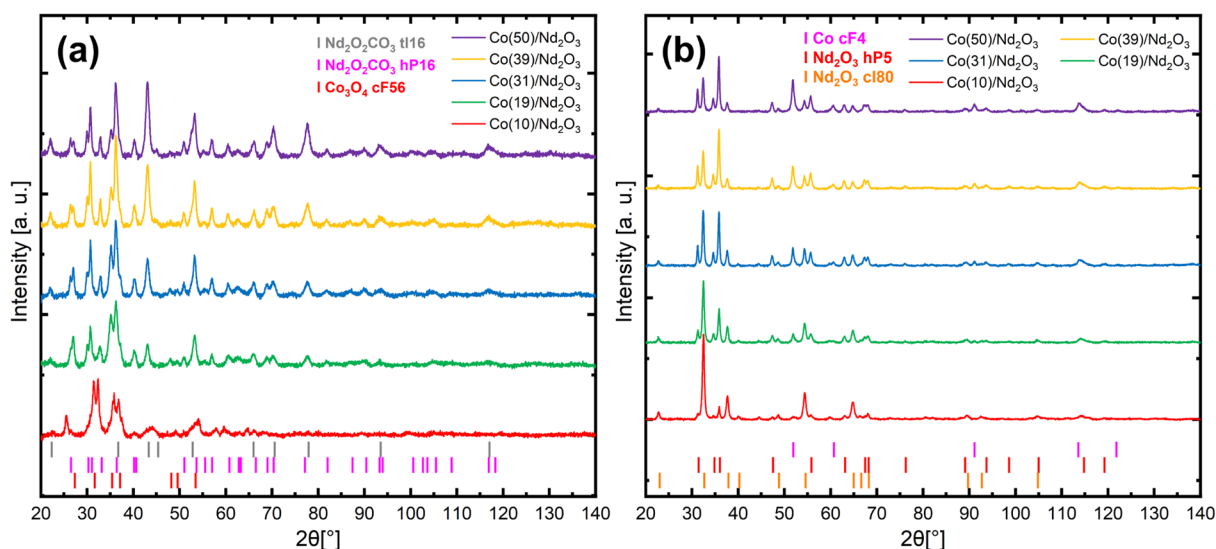 (a)
I Nd₂O₂CO₃ tI16
I Nd₂O₂CO₃ hP16
I Co₃O₄ cF56
Co(50)/Nd₂O₃
Co(39)/Nd₂O₃
Co(31)/Nd₂O₃
Co(19)/Nd₂O₃
Co(10)/Nd₂O₃
Intensity [a. u.]
20 30 40 50 60 70 80 90 100 110 120 130 140
2θ[°]
(b)
I Co cF4
I Nd₂O₃ hP5
I Nd₂O₃ cI80
Co(50)/Nd₂O₃
Co(31)/Nd₂O₃
Co(10)/Nd₂O₃
Co(39)/Nd₂O₃
Co(19)/Nd₂O₃
Intensity [a. u.]
20 30 40 50 60 70 80 90 100 110 120 130 140
2θ[°]